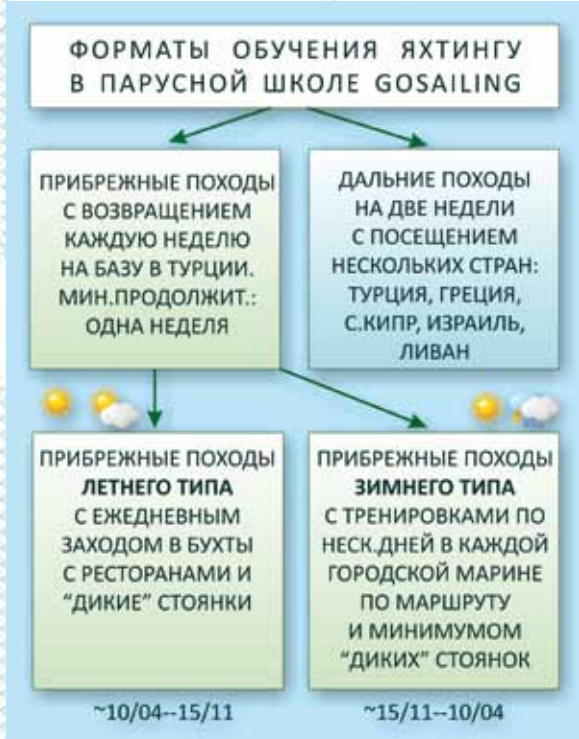 ФОРМАТЫ ОБУЧЕНИЯ ЯХТИНГУ
В ПАРУСНОЙ ШКОЛЕ GOSAILING
ПРИБРЕЖНЫЕ ПОХОДЫ
С ВОЗВРАЩЕНИЕМ
КАЖДУЮ НЕДЕЛЮ
НА БАЗУ В ТУРЦИИ.
МИН.ПРОДОЛЖИТ.:
ОДНА НЕДЕЛЯ
ДАЛЬНИЕ ПОХОДЫ
НА ДВЕ НЕДЕЛИ
С ПОСЕЩЕНИЕМ
НЕСКОЛЬКИХ СТРАН:
ТУРЦИЯ, ГРЕЦИЯ,
С.КИПР, ИЗРАИЛЬ,
ЛИВАН
ПРИБРЕЖНЫЕ ПОХОДЫ
ЛЕТНЕГО ТИПА
С ЕЖЕДНЕВНЫМ
ЗАХОДОМ В БУХТЫ
С РЕСТОРАНАМИ И
“ДИКИЕ” СТОЯНКИ
~10/04--15/11
ПРИБРЕЖНЫЕ ПОХОДЫ
ЗИМНЕГО ТИПА
С ТРЕНИРОВКАМИ ПО
НЕСК.ДНЕЙ В КАЖДОЙ
ГОРОДСКОЙ МАРИНЕ
ПО МАРШРУТУ
И МИНИМУМОМ
“ДИКИХ” СТОЯНОК
~15/11--10/04